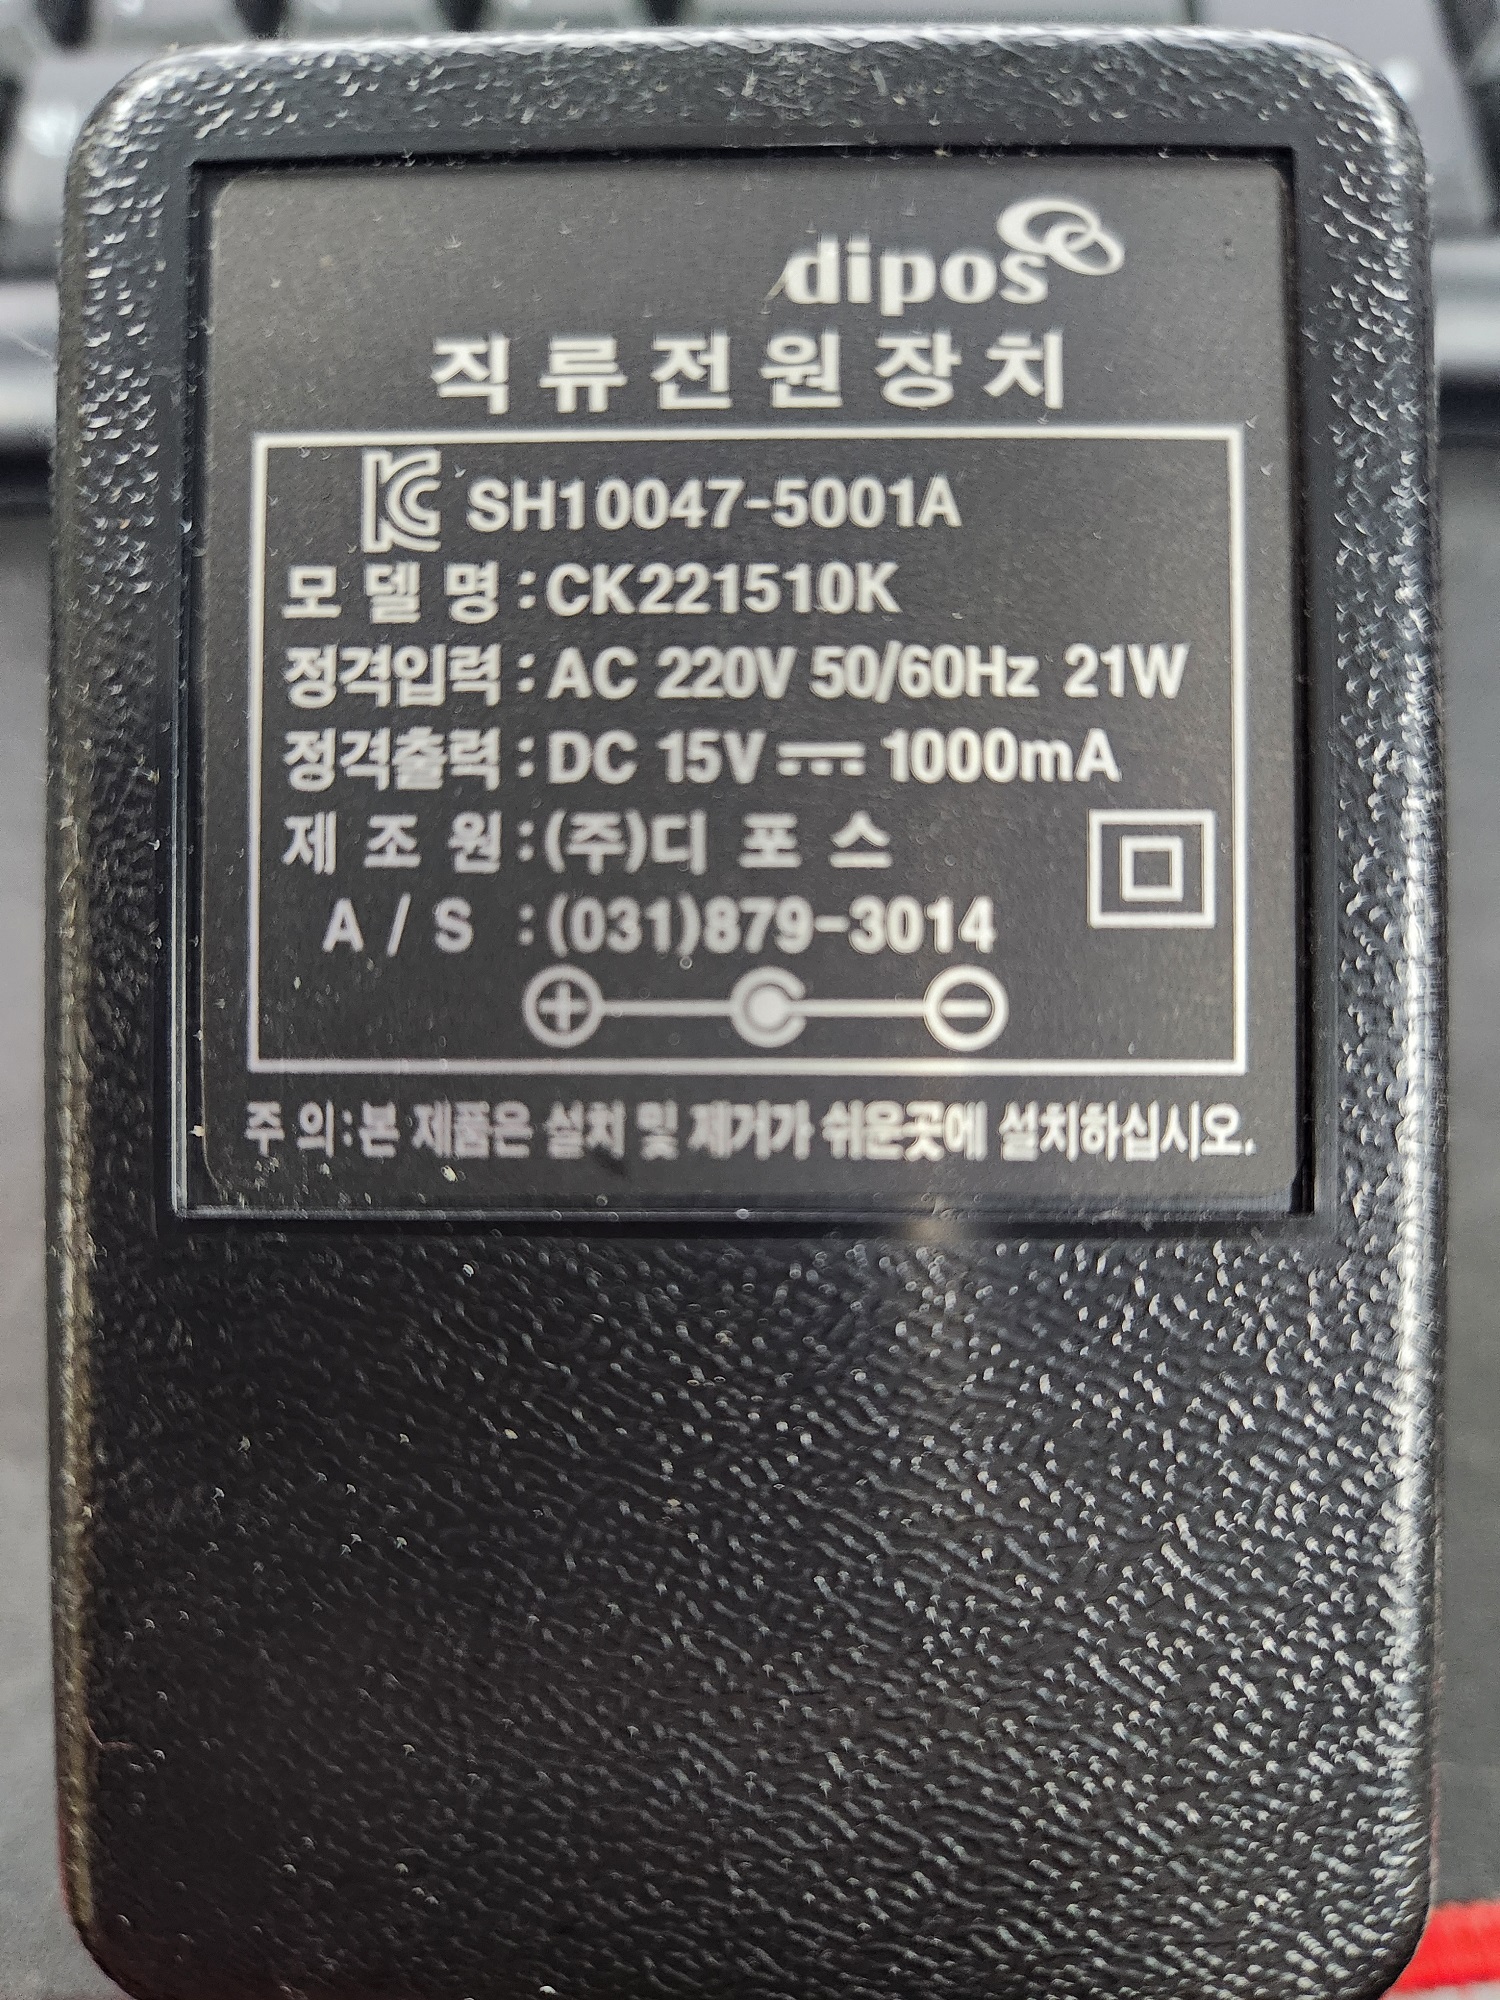 dipos
직류전원장치
SH10047-5001A
모델명 : CK221510K
정격입력 : AC 220V 50/60Hz 21W
정격출력 : DC 15V ⎓ 1000mA
제조원 : (주)디포스
A/S : (031)879-3014
주의 : 본 제품은 설치 및 제거가 쉬운곳에 설치하십시오.